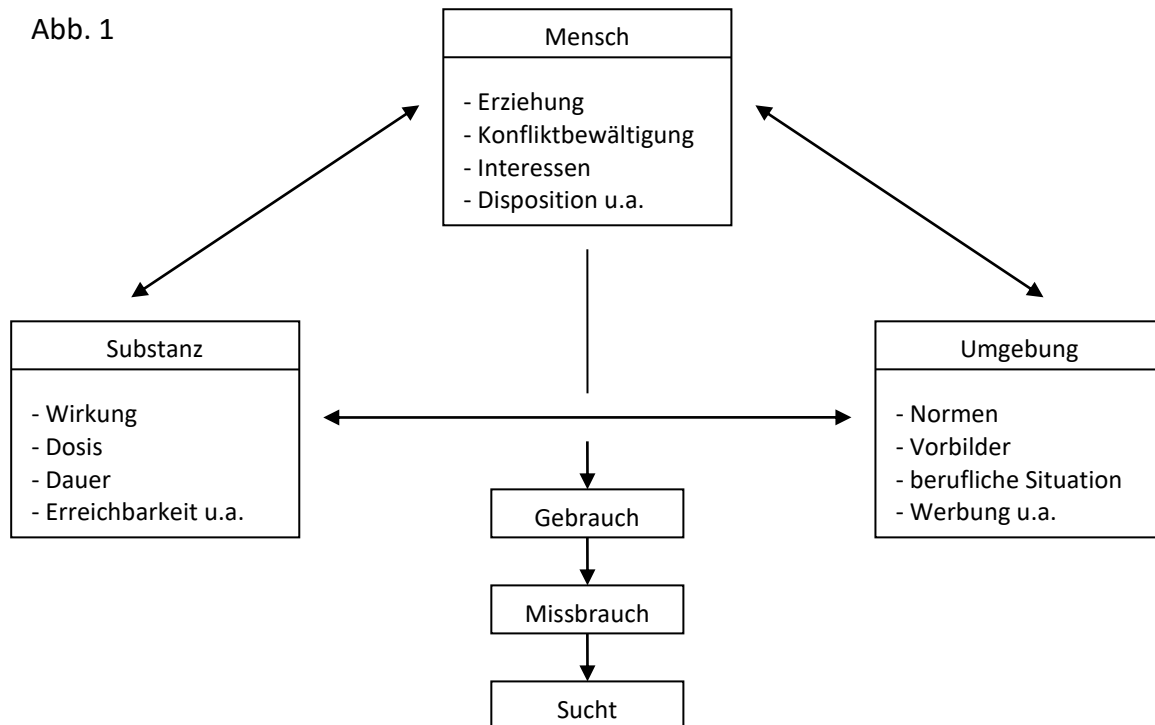 Abb. 1
Mensch
- Erziehung
- Konfliktbewältigung
- Interessen
- Disposition u.a.
Substanz
- Wirkung
- Dosis
- Dauer
- Erreichbarkeit u.a.
Umgebung
- Normen
- Vorbilder
- berufliche Situation
- Werbung u.a.
Gebrauch
Missbrauch
Sucht